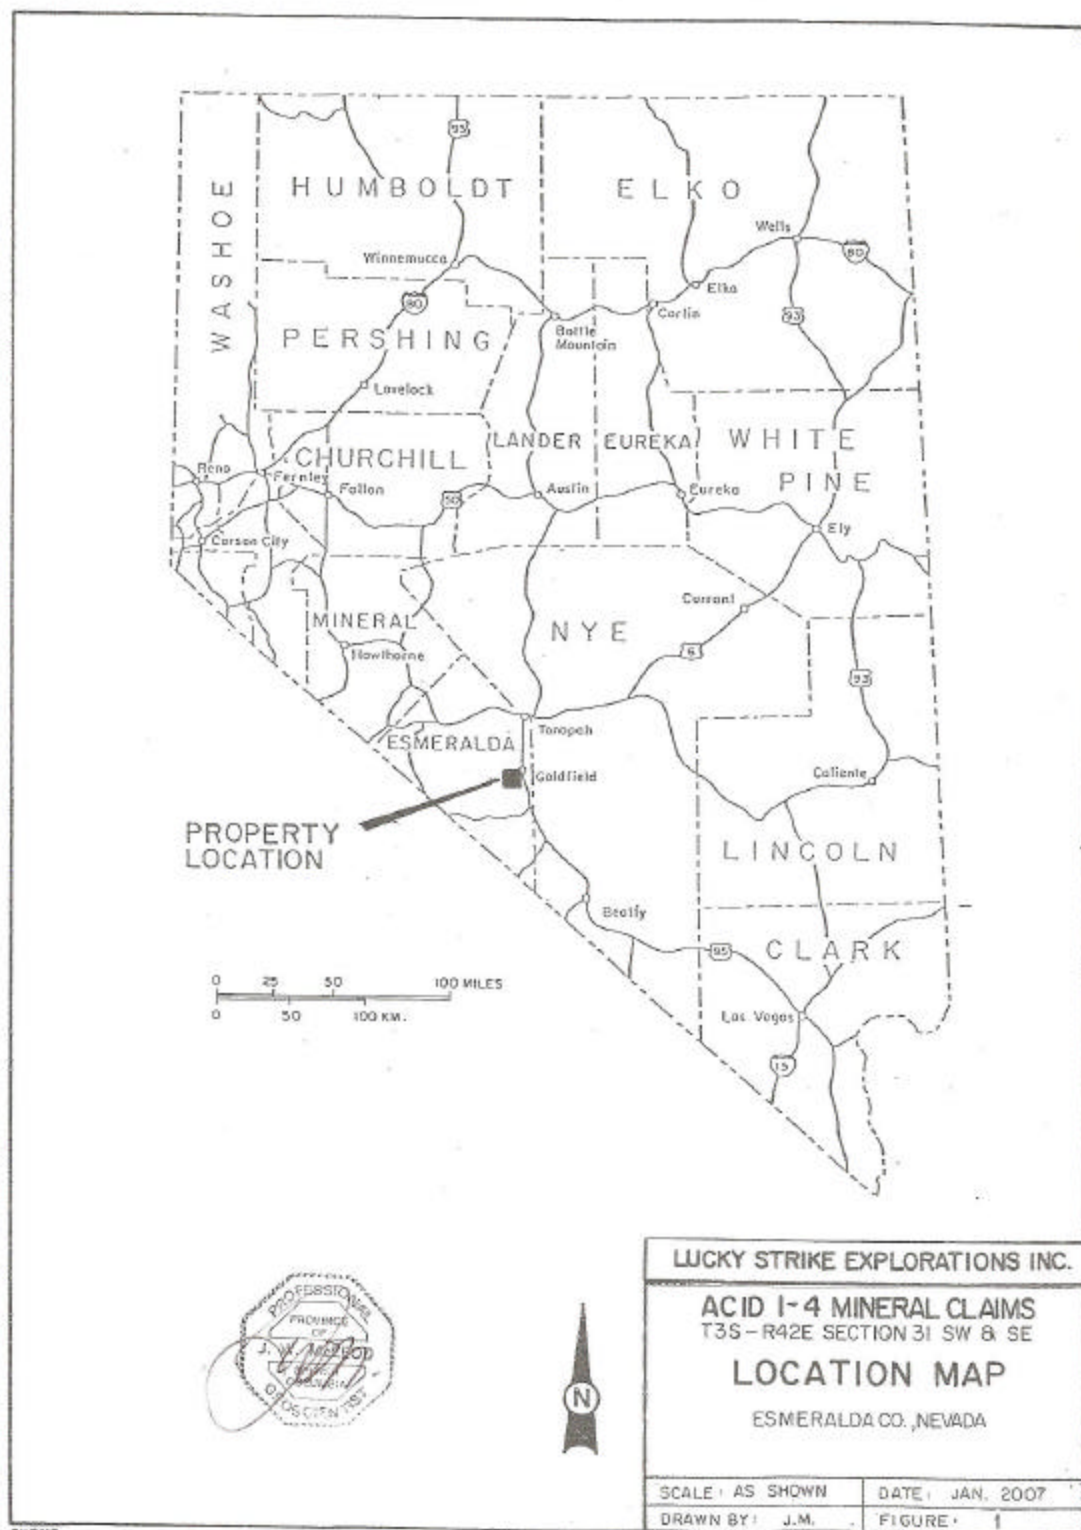 95
HUMBOLDT
ELKO
WASHOE
Wells
80
Winnemucca
Elko
80
Carlin
93
Battle
Mountain
PERSHING
Lovelock
LANDER
EUREKA
WHITE
PINE
CHURCHILL
Reno
Fernley
Fallon
50
Austin
Eureka
Ely
Carson City
Currant
MINERAL
NYE
Hawthorne
6
93
Tonopah
ESMERALDA
Goldfield
Caliente
PROPERTY
LOCATION
LINCOLN
Beatty
95
CLARK
0 25 50 100 MILES
0 50 100 KM.
Las Vegas
15
LUCKY STRIKE EXPLORATIONS INC.
ACID 1-4 MINERAL CLAIMS
T3S-R42E SECTION 31 SW & SE
LOCATION MAP
ESMERALDA CO., NEVADA
PROFESSIONAL
PROVINCE
OF
J. W. McLEOD
BRITISH
COLUMBIA
GEOSCIENTIST
N
SCALE: AS SHOWN
DATE: JAN. 2007
DRAWN BY: J.M.
FIGURE: 1